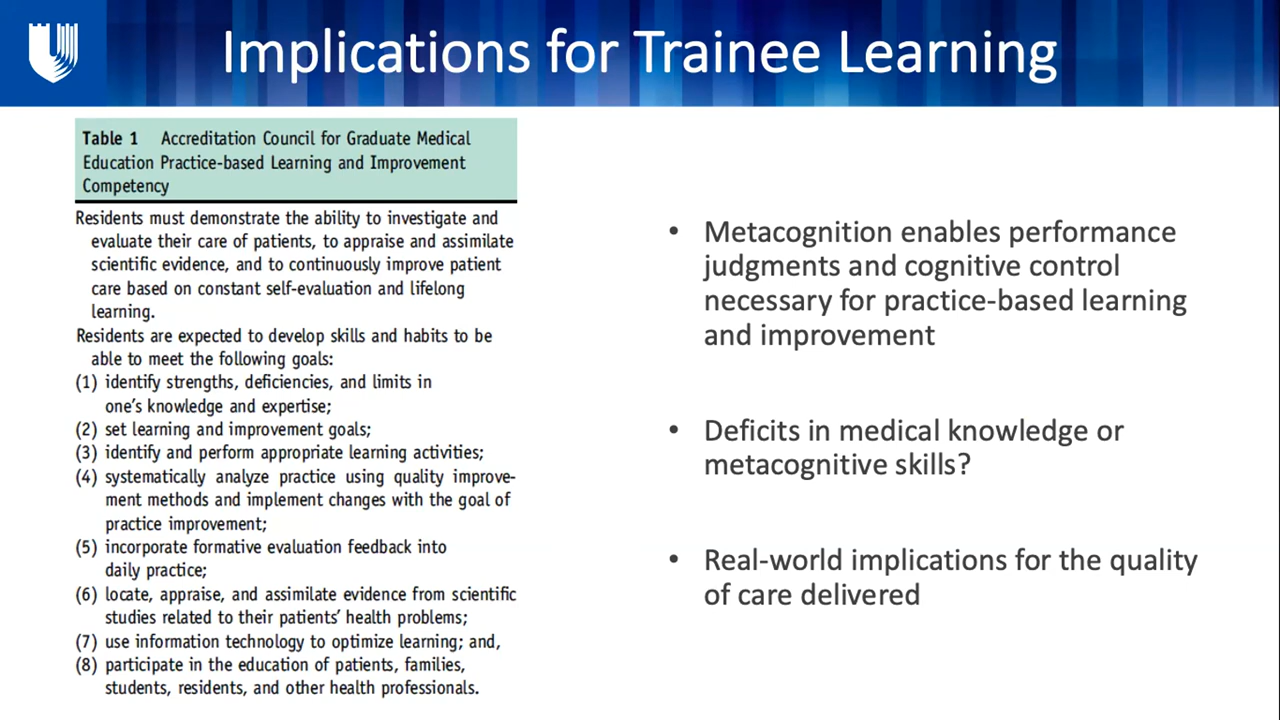 Implications for Trainee Learning
Table 1 Accreditation Council for Graduate Medical
Education Practice-based Learning and Improvement
Competency
Residents must demonstrate the ability to investigate and
evaluate their care of patients, to appraise and assimilate
scientific evidence, and to continuously improve patient
care based on constant self-evaluation and lifelong
learning.
Residents are expected to develop skills and habits to be
able to meet the following goals:
(1) identify strengths, deficiencies, and limits in
one’s knowledge and expertise;
(2) set learning and improvement goals;
(3) identify and perform appropriate learning activities;
(4) systematically analyze practice using quality improve-
ment methods and implement changes with the goal of
practice improvement;
(5) incorporate formative evaluation feedback into
daily practice;
(6) locate, appraise, and assimilate evidence from scientific
studies related to their patients’ health problems;
(7) use information technology to optimize learning; and,
(8) participate in the education of patients, families,
students, residents, and other health professionals.
• Metacognition enables performance
judgments and cognitive control
necessary for practice-based learning
and improvement
• Deficits in medical knowledge or
metacognitive skills?
• Real-world implications for the quality
of care delivered